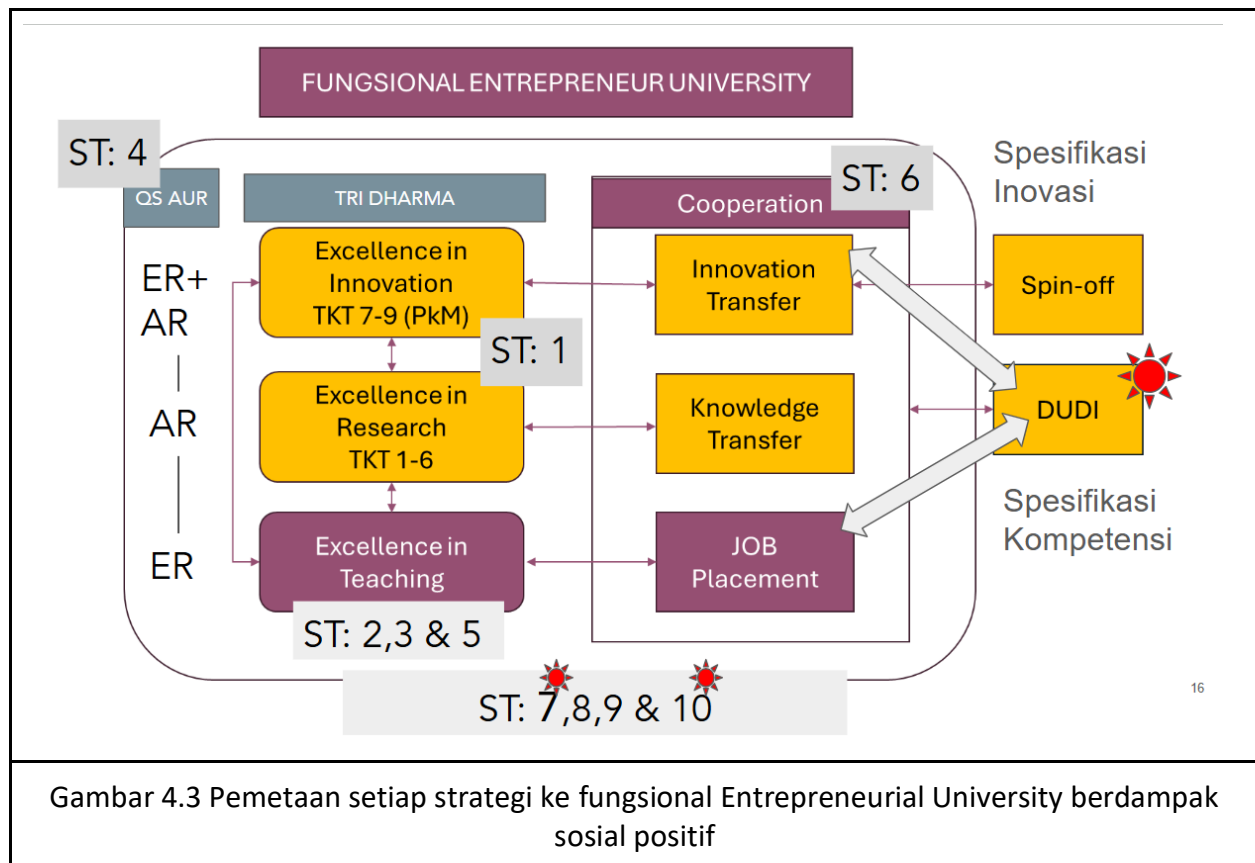 FUNGSIONAL ENTREPRENEUR UNIVERSITY
ST: 4
QS AUR
TRI DHARMA
Cooperation
ST: 6
Spesifikasi
Inovasi
ER+
AR
AR
ER
Excellence in
Innovation
TKT 7-9 (PkM)
ST: 1
Excellence in
Research
TKT 1-6
Excellence in
Teaching
ST: 2,3 & 5
Innovation
Transfer
Knowledge
Transfer
JOB
Placement
Spin-off
DUDI
Spesifikasi
Kompetensi
ST: 7,8,9 & 10
16
Gambar 4.3 Pemetaan setiap strategi ke fungsional Entrepreneurial University berdampak
sosial positif